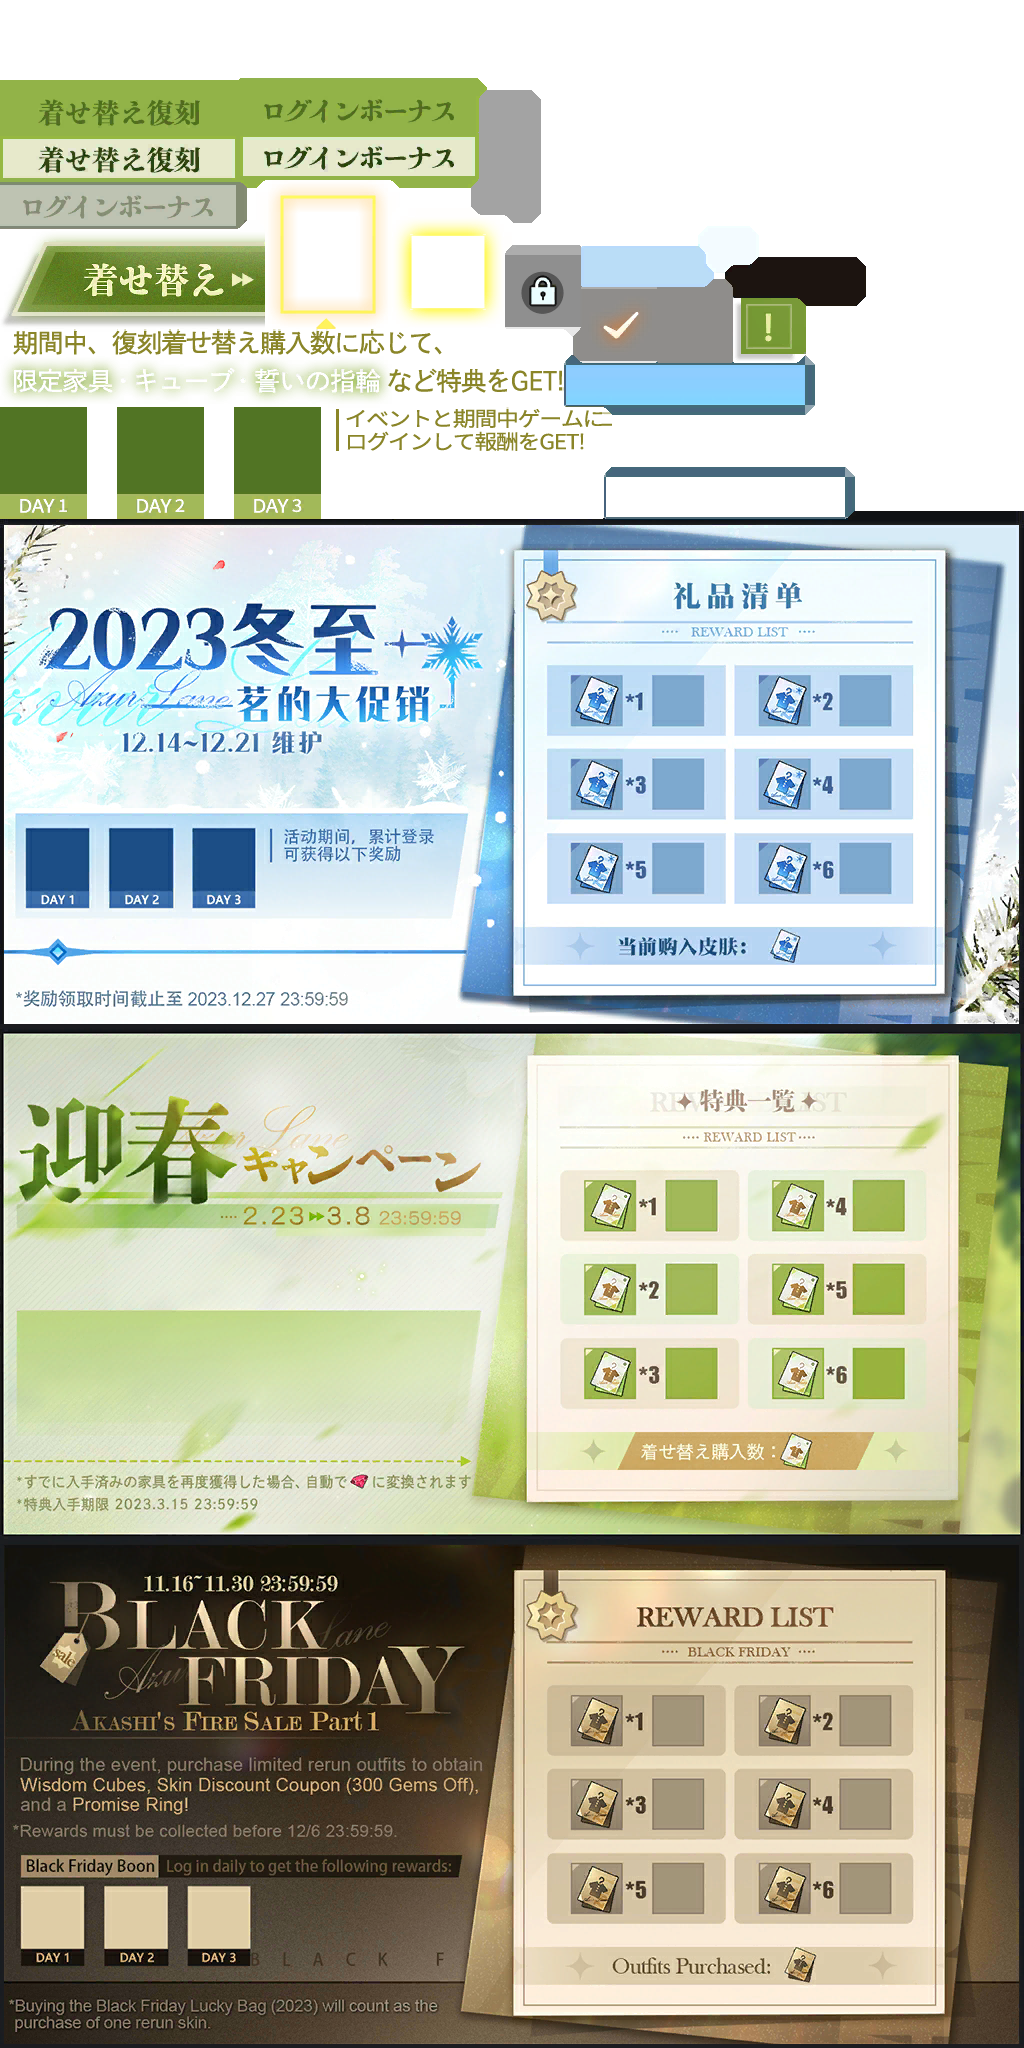 着せ替え復刻
ログインボーナス
着せ替え復刻
ログインボーナス
ログインボーナス
着せ替え
!
期間中、復刻着せ替え購入数に応じて、
限定家具·キューブ·誓いの指輪 など特典をGET!
イベントと期間中ゲームに
ログインして報酬をGET!
DAY 1
DAY 2
DAY 3
2023冬至
Azur Lane
茗的大促销
12.14~12.21 维护
DAY 1
DAY 2
DAY 3
活动期间，累计登录
可获得以下奖励
*奖励领取时间截止至 2023.12.27 23:59:59
礼品清单
REWARD LIST
*1
*2
*3
*4
*5
*6
当前购入皮肤：
迎春キャンペーン
Azur Lane
2.23 3.8 23:59:59
*すでに入手済みの家具を再度獲得した場合、自動で に変換されます
*特典入手期限 2023.3.15 23:59:59
REWARD LIST
特典一覧
REWARD LIST
*1
*4
*2
*5
*3
*6
着せ替え購入数：
11.16~11.30 23:59:59
BLACK
FRIDAY
Azur Lane
sale
AKASHI'S FIRE SALE Part 1
During the event, purchase limited rerun outfits to obtain
Wisdom Cubes, Skin Discount Coupon (300 Gems Off),
and a Promise Ring!
*Rewards must be collected before 12/6 23:59:59.
Black Friday Boon Log in daily to get the following rewards:
DAY 1
DAY 2
DAY 3
BLACK F
*Buying the Black Friday Lucky Bag (2023) will count as the
purchase of one rerun skin.
REWARD LIST
BLACK FRIDAY
*1
*2
*3
*4
*5
*6
Outfits Purchased: